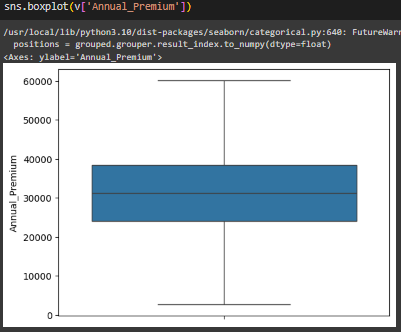 sns.boxplot(v['Annual_Premium'])
/usr/local/lib/python3.10/dist-packages/seaborn/categorical.py:640: FutureWarn
positions = grouped.grouper.result_index.to_numpy(dtype=float)
<Axes: ylabel='Annual_Premium'>
60000
50000
40000
Annual_Premium
30000
20000
10000
0